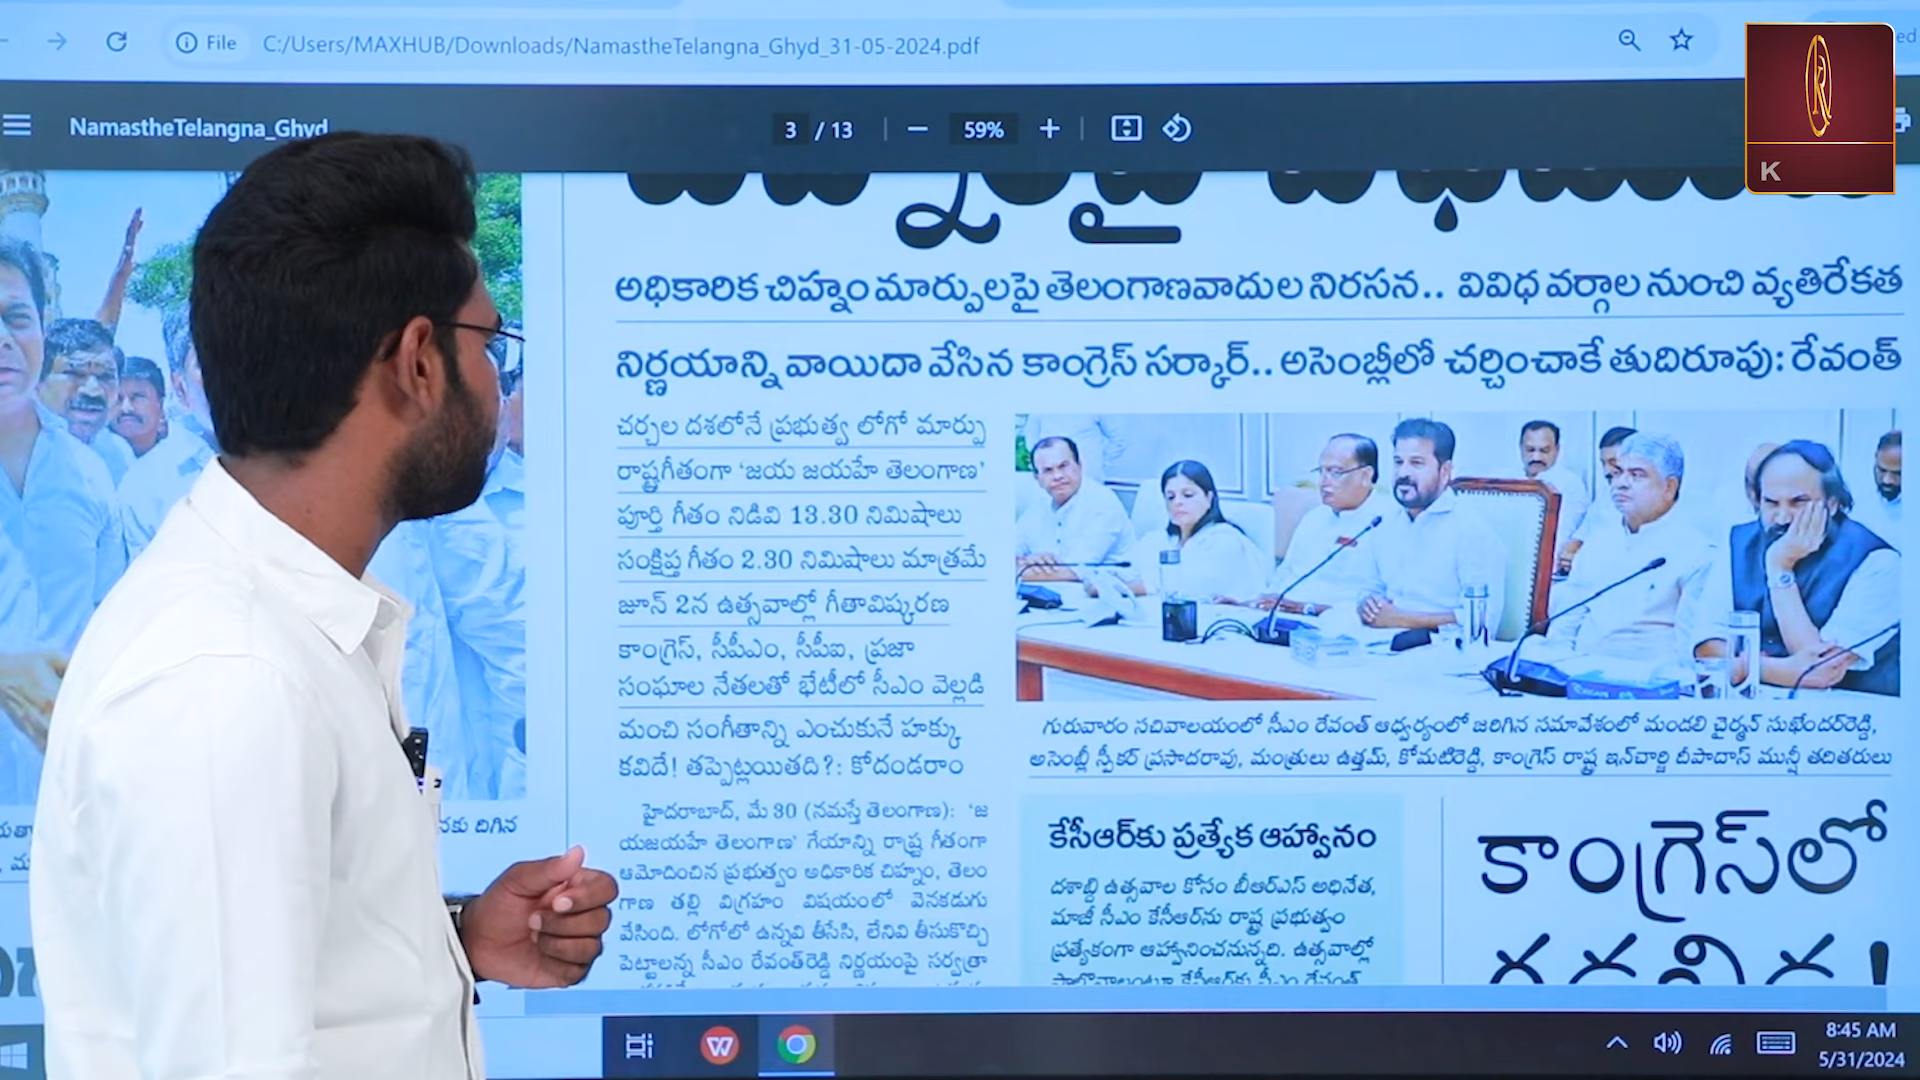 File
C:/Users/MAXHUB/Downloads/NamastheTelangna_Ghyd_31-05-2024.pdf
ed
K
NamastheTelangna_Ghyd
3 / 13
59%
అధికారిక చిహ్నం మార్పులపై తెలంగాణవాదుల నిరసన.. వివిధ వర్గాల నుంచి వ్యతిరేకత
నిర్ణయాన్ని వాయిదా వేసిన కాంగ్రెస్ సర్కార్.. అసెంబ్లీలో చర్చించాకే తుదిరూపు: రేవంత్
చర్చల దశలోనే ప్రభుత్వ లోగో మార్పు
రాష్ట్రగీతంగా ‘జయ జయహే తెలంగాణ’
పూర్తి గీతం నిడివి 13.30 నిమిషాలు
సంక్షిప్త గీతం 2.30 నిమిషాలు మాత్రమే
జూన్ 2న ఉత్సవాల్లో గీతావిష్కరణ
కాంగ్రెస్, సీపీఎం, సీపీఐ, ప్రజా
సంఘాల నేతలతో భేటీలో సీఎం వెల్లడి
మంచి సంగీతాన్ని ఎంచుకునే హక్కు
కవిదే! తప్పెట్లయితది?: కోదండరాం
హైదరాబాద్, మే 30 (నమస్తే తెలంగాణ): ‘జ
యజయహే తెలంగాణ’ గేయాన్ని రాష్ట్ర గీతంగా
ఆమోదించిన ప్రభుత్వం అధికారిక చిహ్నం, తెలం
గాణ తల్లి విగ్రహం విషయంలో వెనకడుగు
వేసింది. లోగోలో ఉన్నవి తీసేసి, లేనివి తీసుకొచ్చి
పెట్టాలన్న సీఎం రేవంత్‌రెడ్డి నిర్ణయంపై సర్వత్రా
గురువారం సచివాలయంలో సీఎం రేవంత్ ఆధ్వర్యంలో జరిగిన సమావేశంలో మండలి చైర్మన్ సుఖేందర్‌రెడ్డి,
అసెంబ్లీ స్పీకర్ ప్రసాదరావు, మంత్రులు ఉత్తమ్, కోమటిరెడ్డి, కాంగ్రెస్ రాష్ట్ర ఇన్‌చార్జి దీపాదాస్ మున్షీ తదితరులు
నకు దిగిన
కేసీఆర్‌కు ప్రత్యేక ఆహ్వానం
దశాబ్ది ఉత్సవాల కోసం బీఆర్ఎస్ అధినేత,
మాజీ సీఎం కేసీఆర్‌ను రాష్ట్ర ప్రభుత్వం
ప్రత్యేకంగా ఆహ్వానించనున్నది. ఉత్సవాల్లో
కాంగ్రెస్‌లో
8:45 AM
5/31/2024